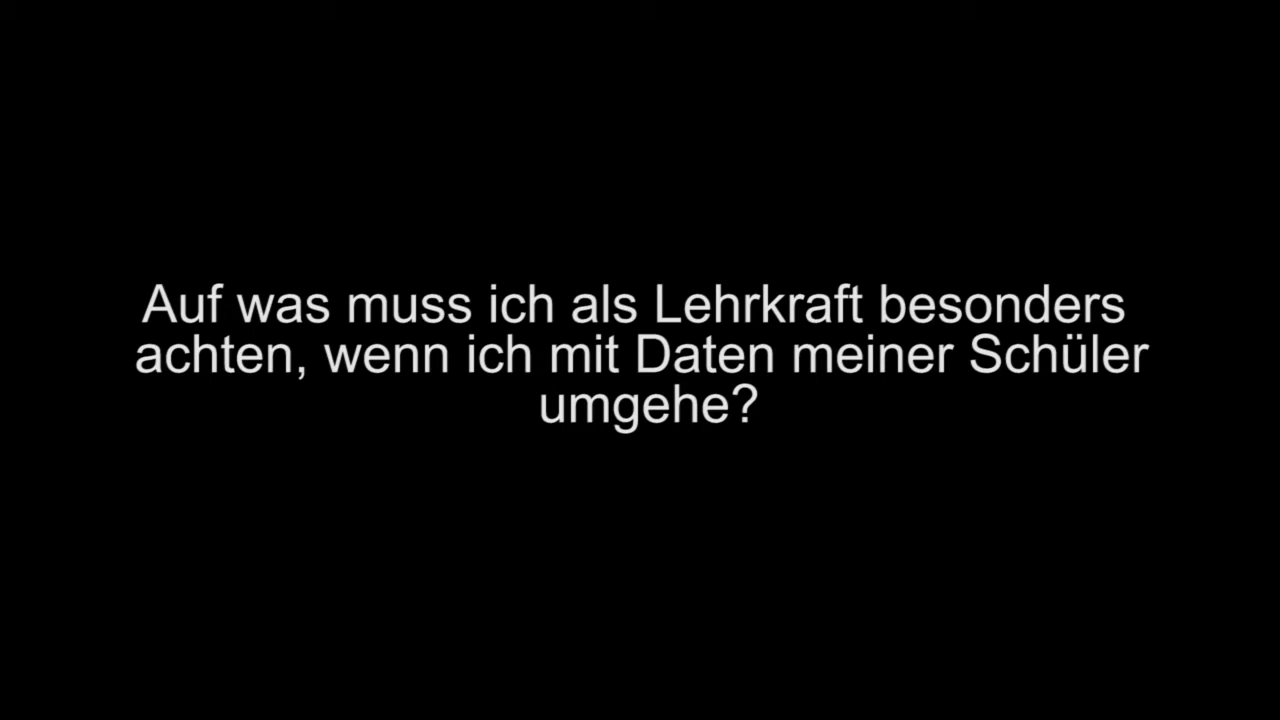 Auf was muss ich als Lehrkraft besonders
achten, wenn ich mit Daten meiner Schüler
umgehe?